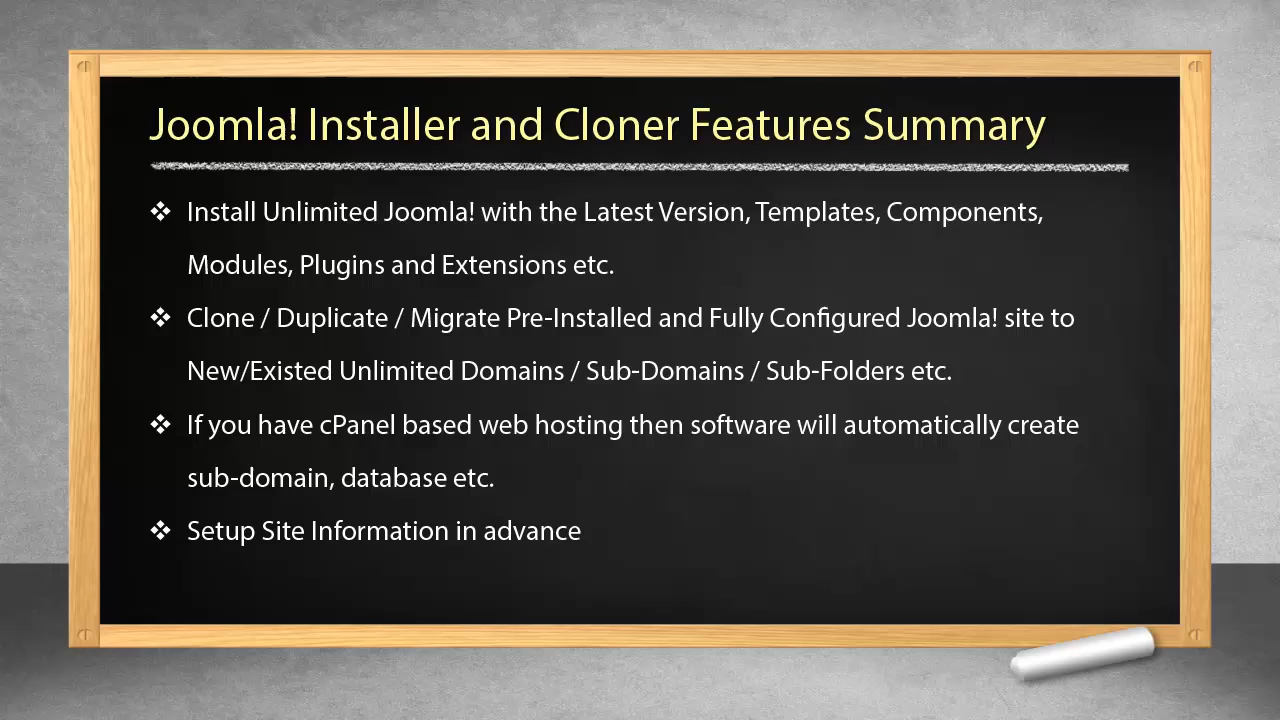 Joomla! Installer and Cloner Features Summary
❖ Install Unlimited Joomla! with the Latest Version, Templates, Components,
Modules, Plugins and Extensions etc.
❖ Clone / Duplicate / Migrate Pre-Installed and Fully Configured Joomla! site to
New/Existed Unlimited Domains / Sub-Domains / Sub-Folders etc.
❖ If you have cPanel based web hosting then software will automatically create
sub-domain, database etc.
❖ Setup Site Information in advance